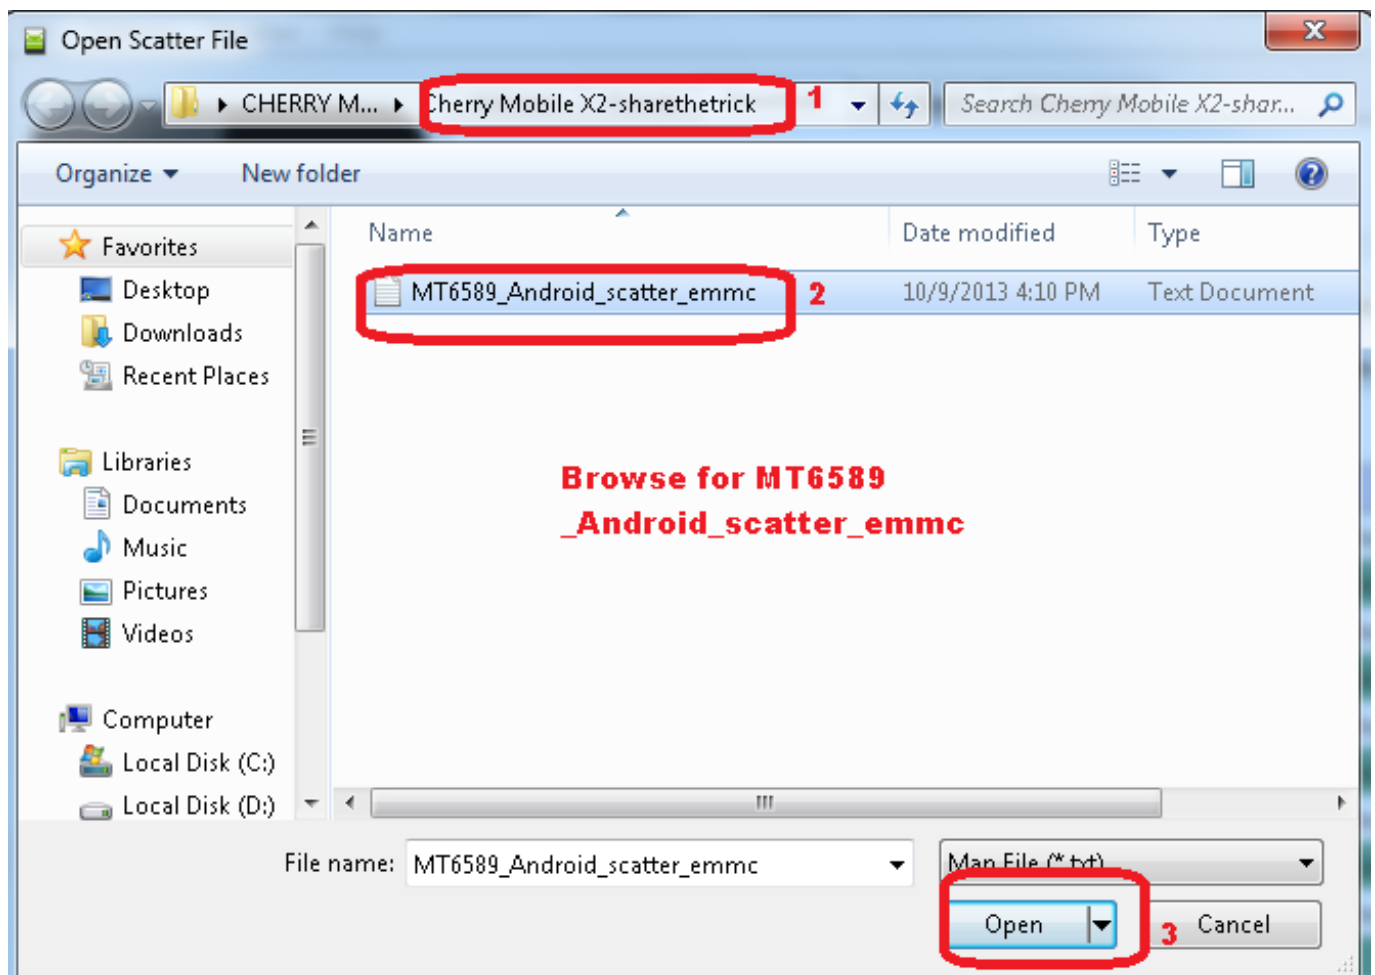 Open Scatter File
CHERRY M... Cherry Mobile X2-sharethetrick 1 Search Cherry Mobile X2-shar...
Organize New folder
Name Date modified Type
Favorites
MT6589_Android_scatter_emmc 2 10/9/2013 4:10 PM Text Document
Desktop
Downloads
Recent Places
Libraries
Documents
Music
Pictures
Videos
Browse for MT6589
_Android_scatter_emmc
Computer
Local Disk (C:)
Local Disk (D:)
File name: MT6589_Android_scatter_emmc Map File (*.txt)
Open 3 Cancel